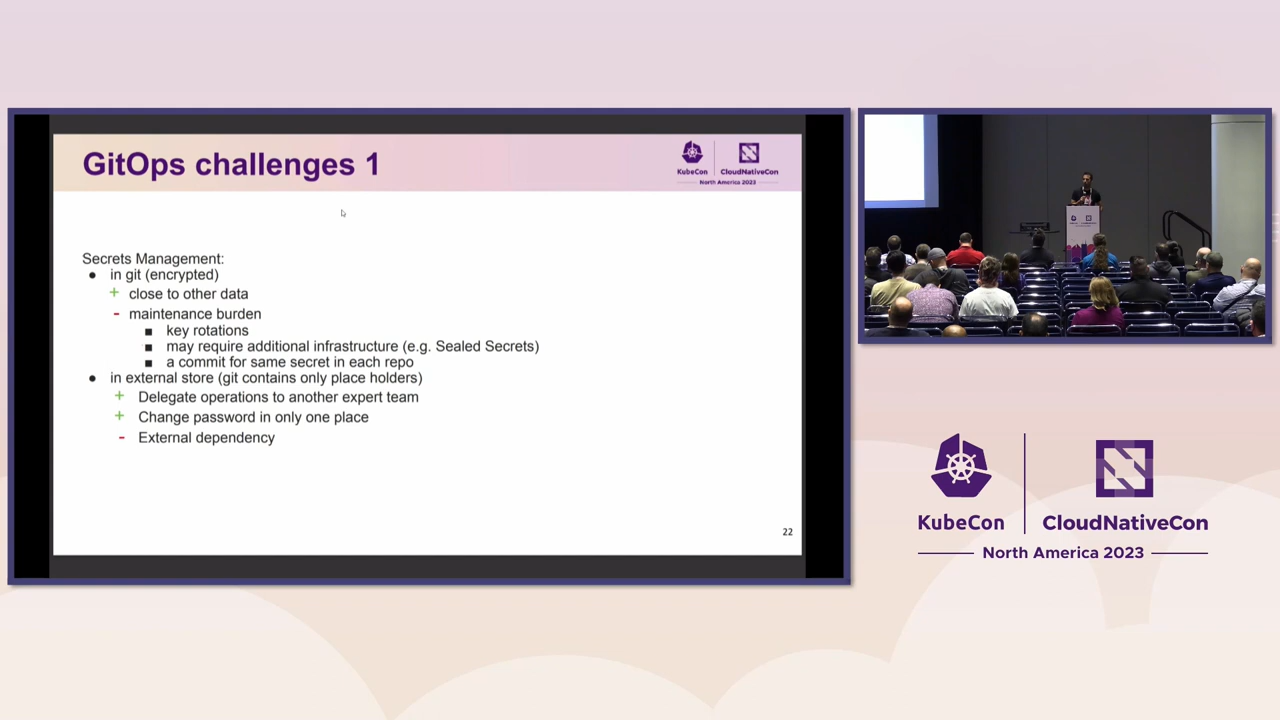 GitOps challenges 1
KubeCon
CloudNativeCon
North America 2023
Secrets Management:
● in git (encrypted)
+ close to other data
- maintenance burden
■ key rotations
■ may require additional infrastructure (e.g. Sealed Secrets)
■ a commit for same secret in each repo
● in external store (git contains only place holders)
+ Delegate operations to another expert team
+ Change password in only one place
- External dependency
22
KubeCon
CloudNativeCon
North America 2023